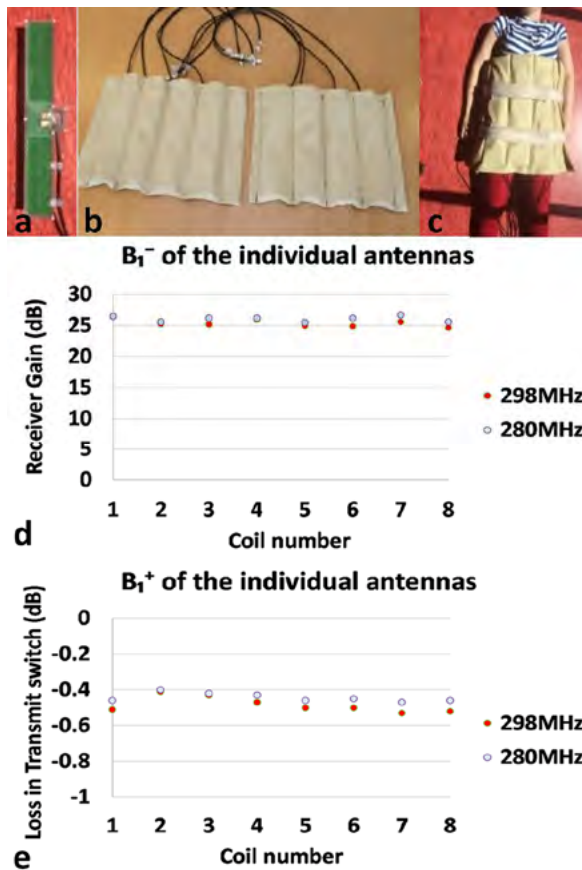 a
b
c
B₁⁻ of the individual antennas
Receiver Gain (dB)
30
25
20
15
10
5
0
1 2 3 4 5 6 7 8
Coil number
298MHz
280MHz
d
B₁⁺ of the individual antennas
Loss in Transmit switch (dB)
0
-0.2
-0.4
-0.6
-0.8
-1
1 2 3 4 5 6 7 8
Coil number
298MHz
280MHz
e